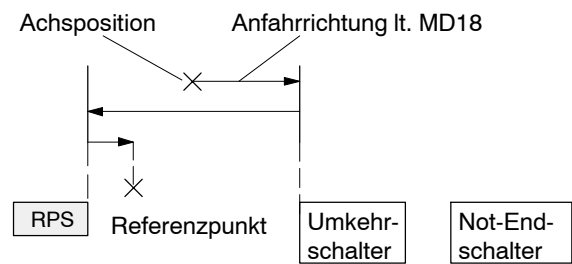 Achsposition
Anfahrrichtung lt. MD18
RPS
Referenzpunkt
Umkehr-
schalter
Not-End-
schalter